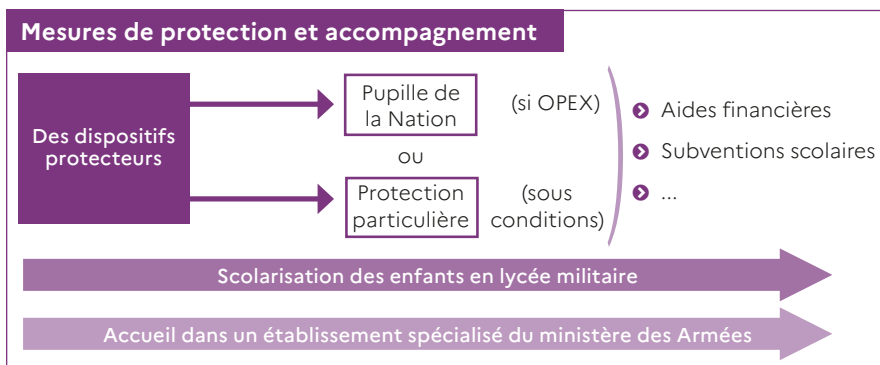 Mesures de protection et accompagnement
Des dispositifs
protecteurs
Pupille de
la Nation
(si OPEX)
ou
Protection
particulière
(sous
conditions)
Aides financières
Subventions scolaires
...
Scolarisation des enfants en lycée militaire
Accueil dans un établissement spécialisé du ministère des Armées